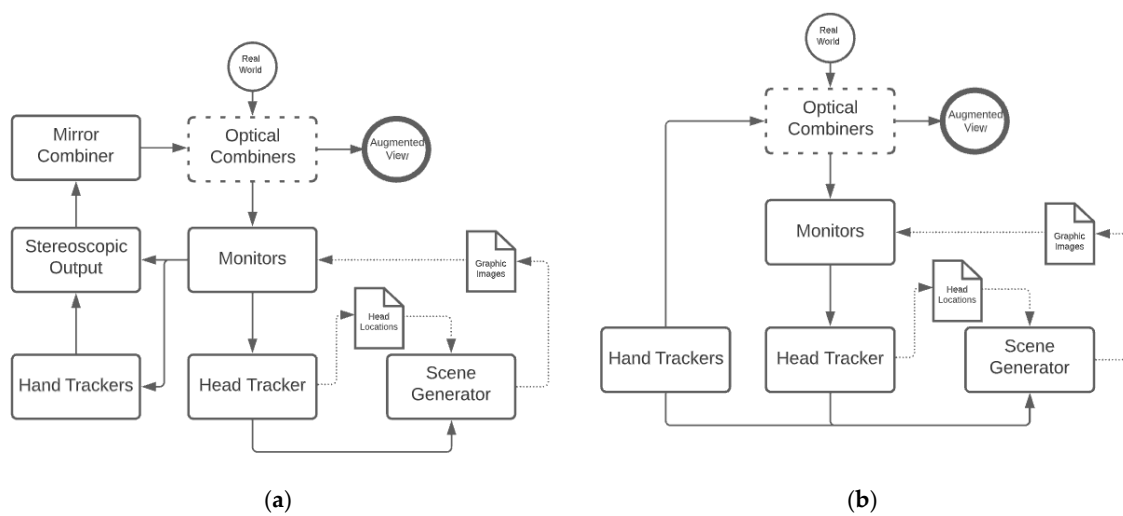 Real
World
Mirror
Combiner
Optical
Combiners
Augmented
View
Stereoscopic
Output
Monitors
Graphic
Images
Head
Locations
Hand Trackers
Head Tracker
Scene
Generator
(a)
Real
World
Optical
Combiners
Augmented
View
Monitors
Graphic
Images
Head
Locations
Hand Trackers
Head Tracker
Scene
Generator
(b)